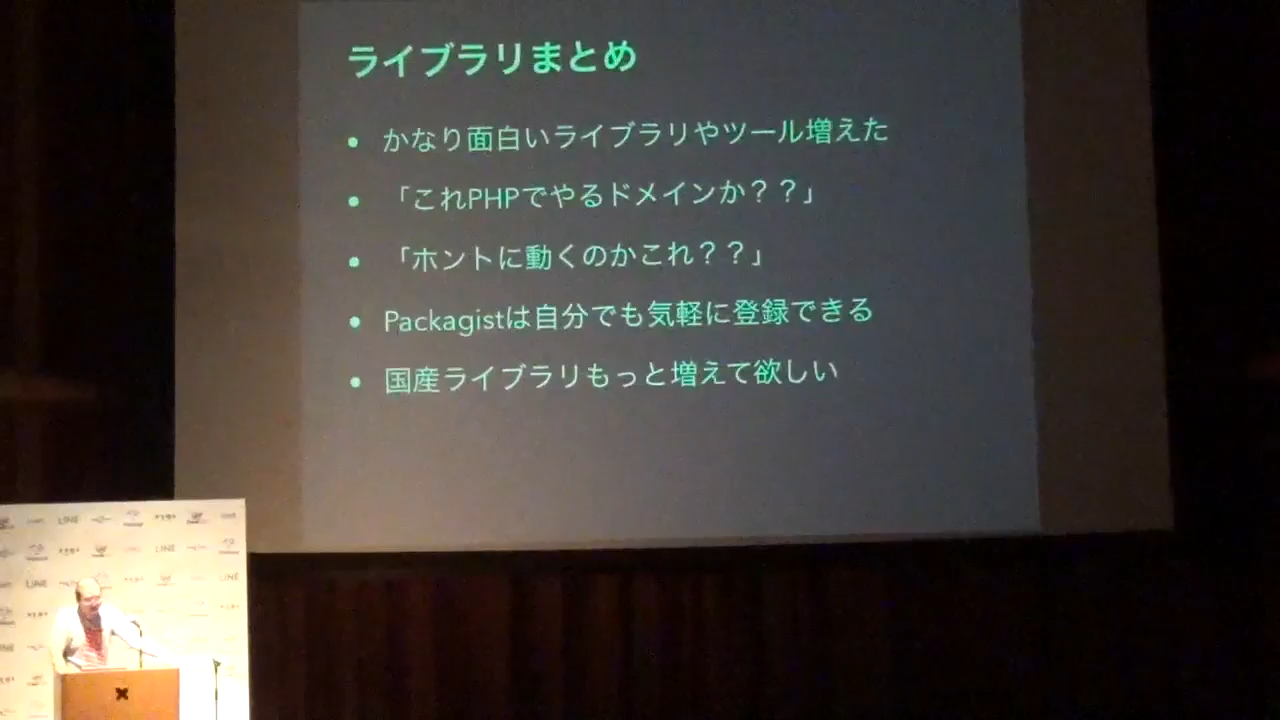 ライブラリまとめ
• かなり面白いライブラリやツール増えた
• 「これPHPでやるドメインか？？」
• 「ホントに動くのかこれ？？」
• Packagistは自分でも気軽に登録できる
• 国産ライブラリもっと増えて欲しい
LINE
LINE
LINE
LINE